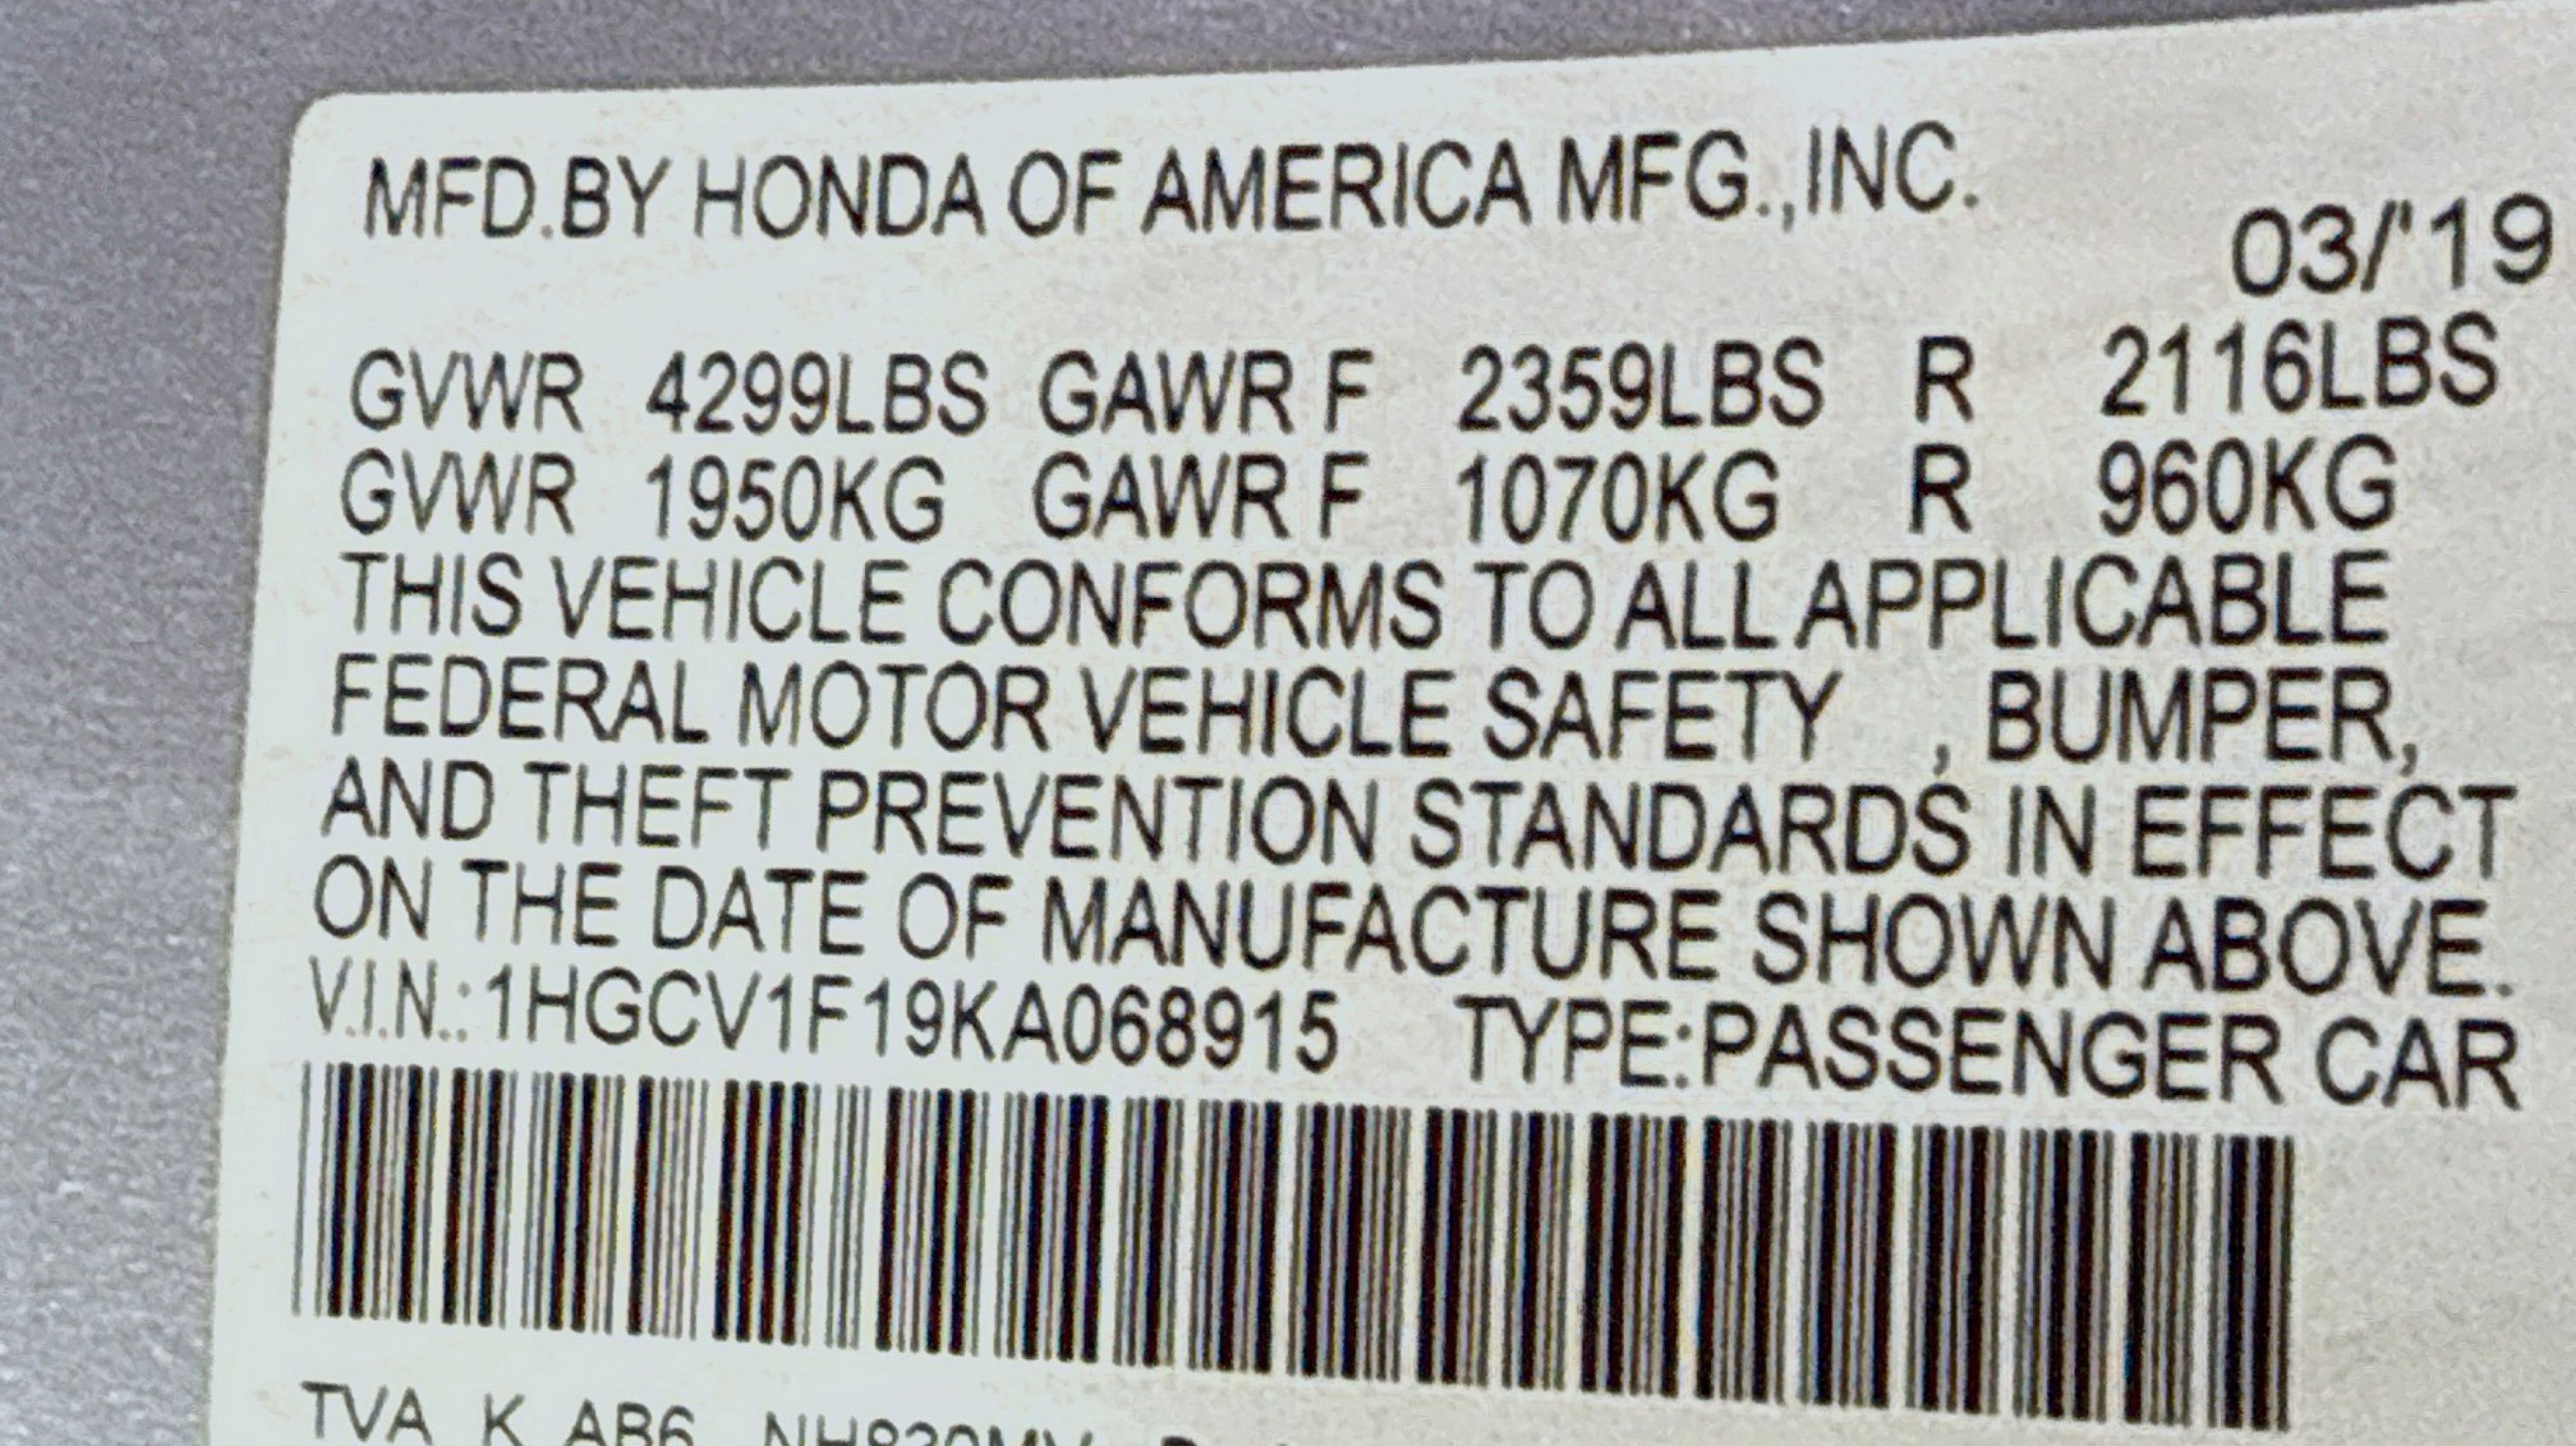 MFD.BY HONDA OF AMERICA MFG.,INC.
03/'19
GVWR 4299LBS GAWR F 2359LBS R 2116LBS
GVWR 1950KG GAWR F 1070KG R 960KG
THIS VEHICLE CONFORMS TO ALL APPLICABLE
FEDERAL MOTOR VEHICLE SAFETY , BUMPER,
AND THEFT PREVENTION STANDARDS IN EFFECT
ON THE DATE OF MANUFACTURE SHOWN ABOVE.
V.I.N.:1HGCV1F19KA068915 TYPE:PASSENGER CAR
TVA K AB6